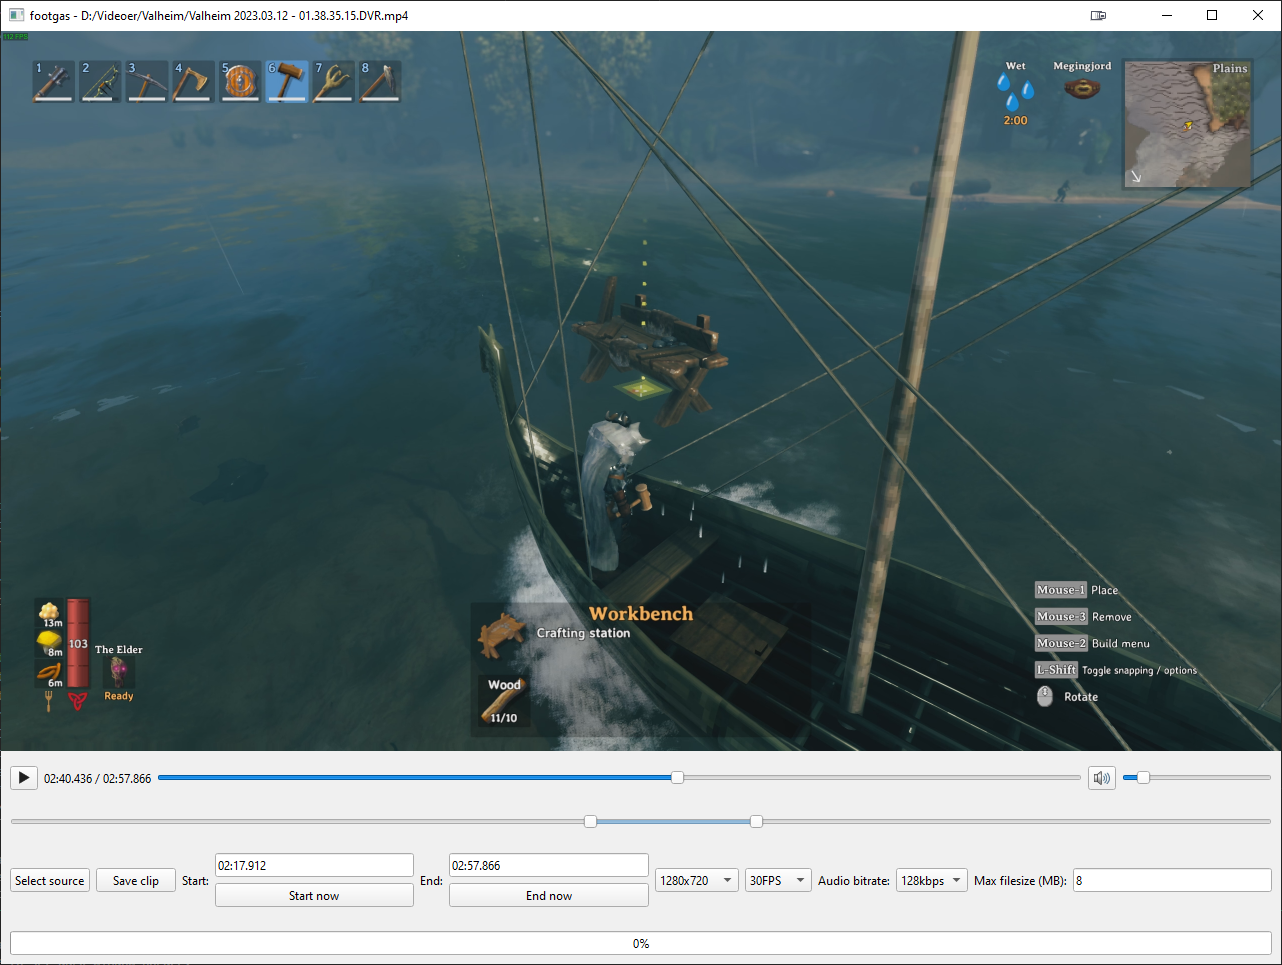 footgas - D:/Videoer/Valheim/Valheim 2023.03.12 - 01.38.35.15.DVR.mp4
112 FPS
1 2 3 4 5 6 7 8
Wet
2:00
Megingjord
Plains
13m
8m
6m
103
The Elder
Ready
Workbench
Crafting station
Wood
11/10
Mouse-1 Place
Mouse-3 Remove
Mouse-2 Build menu
L-Shift Toggle snapping / options
Rotate
02:40.436 / 02:57.866
Select source
Save clip
Start:
02:17.912
Start now
End:
02:57.866
End now
1280x720
30FPS
Audio bitrate:
128kbps
Max filesize (MB):
8
0%